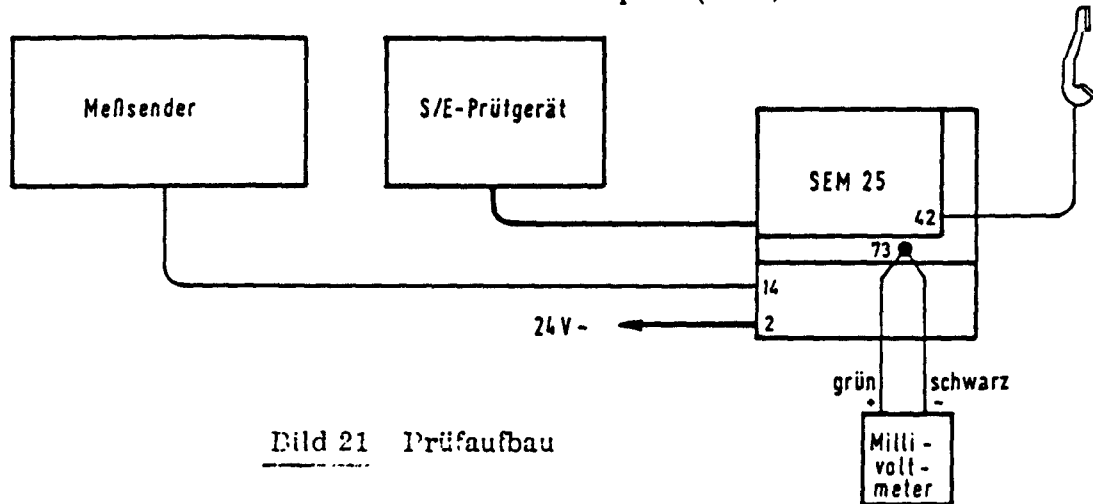 Meßsender
S/E-Prüfgerät
SEM 25
42
73
14
24V~
2
grün
schwarz
+
-
Milli-
volt-
meter
Bild 21 Prüfaufbau